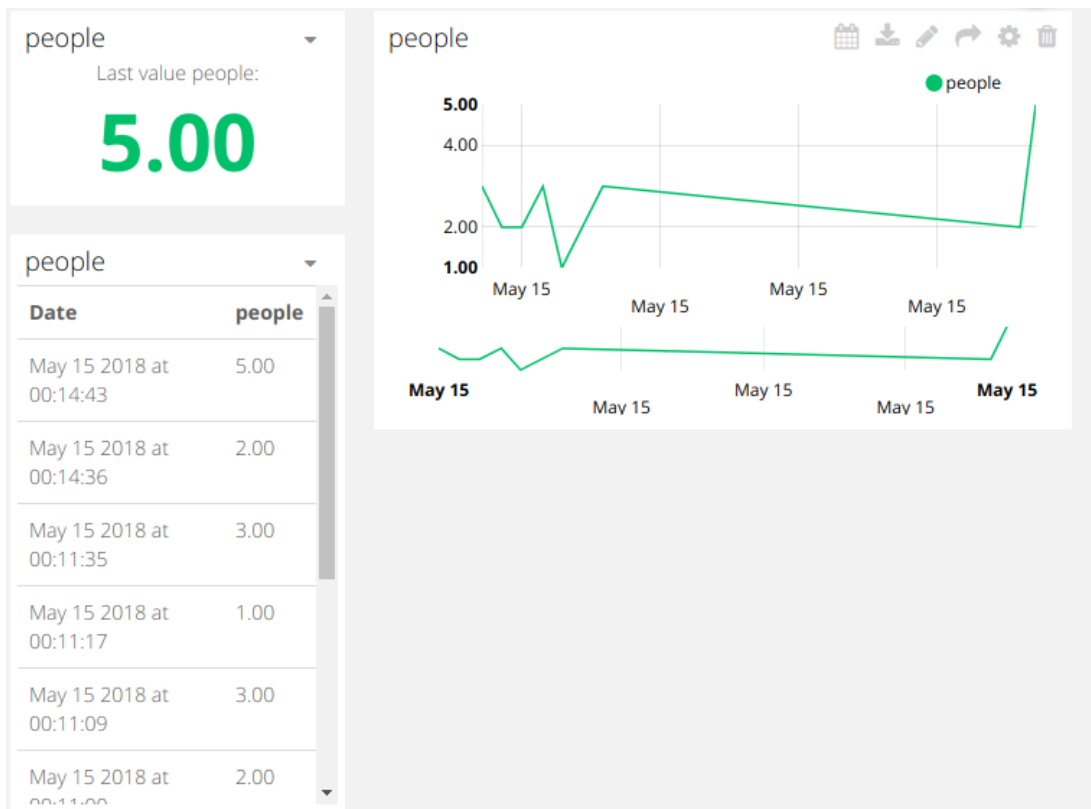 people
Last value people:
5.00
people
Date people
May 15 2018 at 5.00
00:14:43
May 15 2018 at 2.00
00:14:36
May 15 2018 at 3.00
00:11:35
May 15 2018 at 1.00
00:11:17
May 15 2018 at 3.00
00:11:09
May 15 2018 at 2.00
people
people
5.00
4.00
2.00
1.00
May 15
May 15
May 15
May 15
May 15
May 15
May 15
May 15
May 15